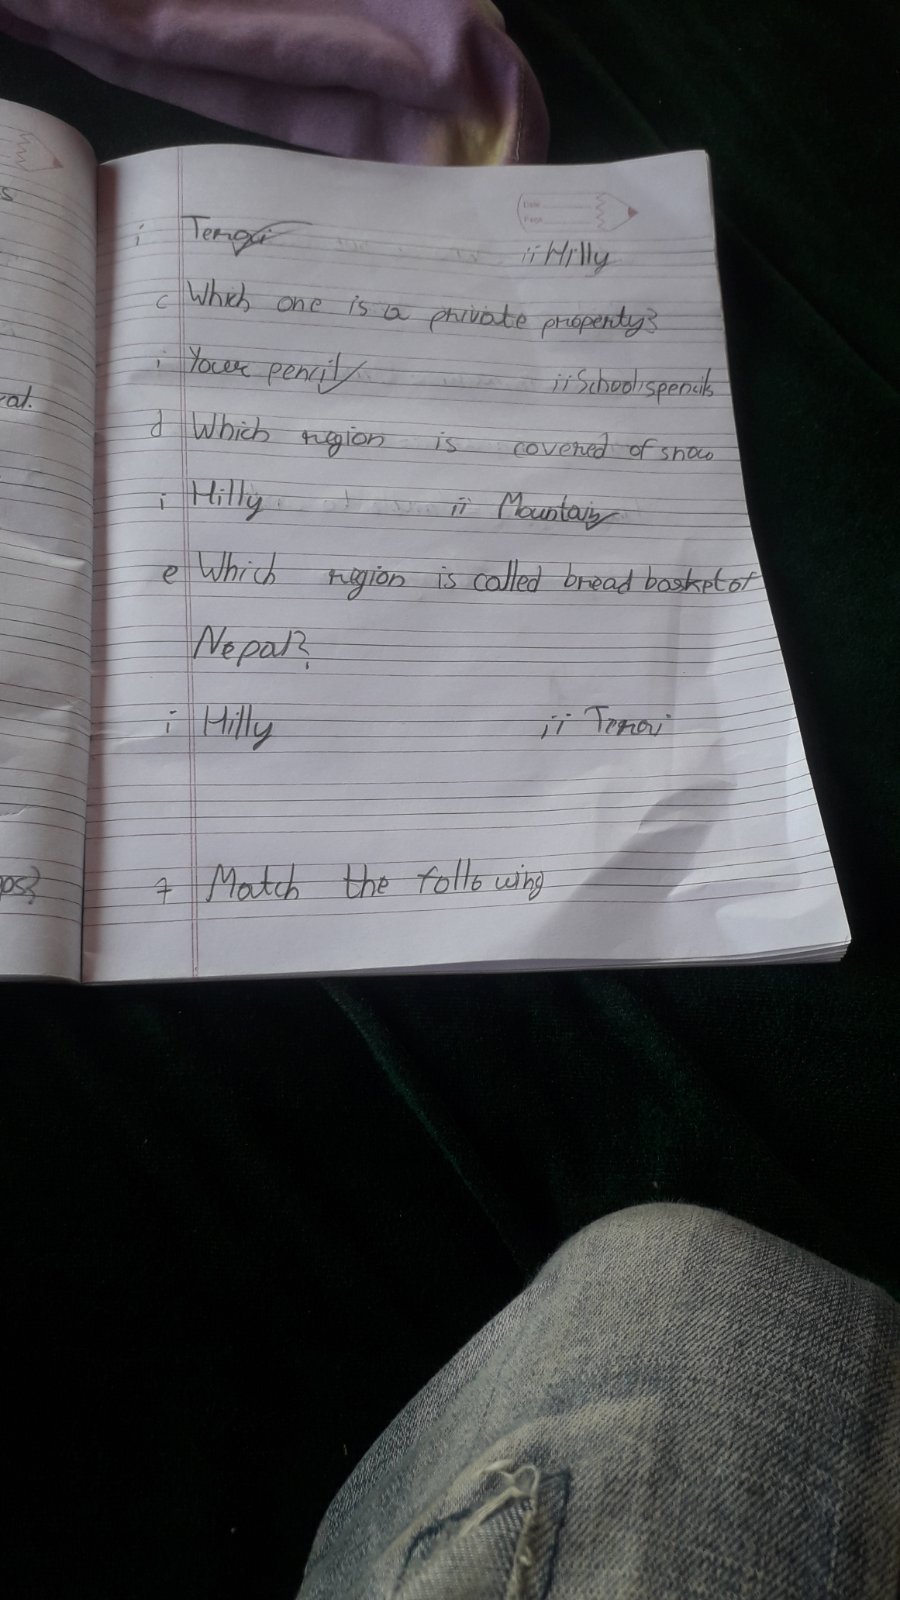 s
Date
Page
i Terai ii Hilly
c Which one is a private property?
i Your pencil ii School's pencils
ral.
d Which region is covered of snow
i Hilly ii Mountain
e Which region is called bread basket of
Nepal?
i Hilly ii Terai
ps?
7 Match the following